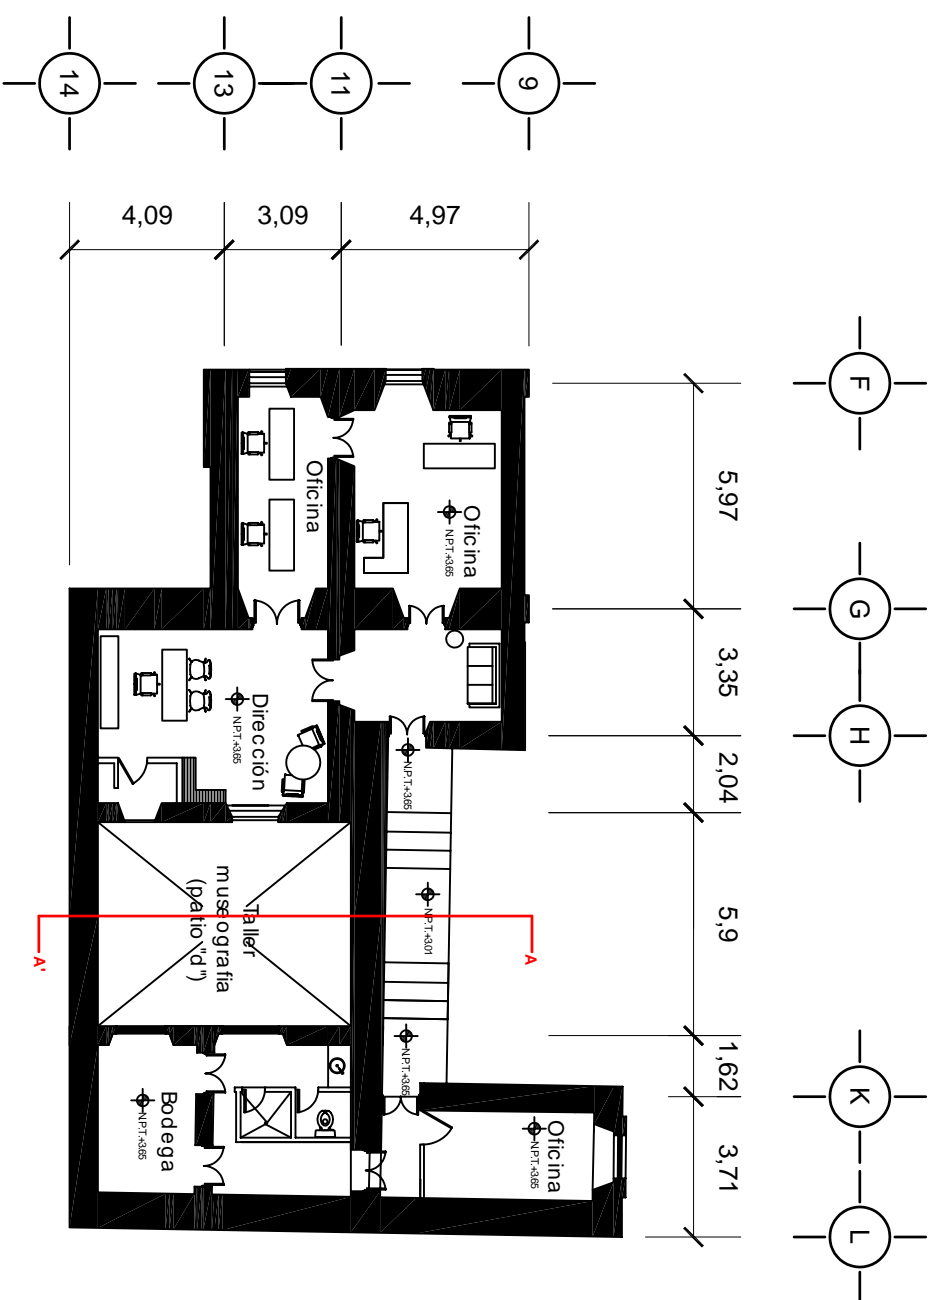 14
13
11
9
4,09
3,09
4,97
F
G
H
K
L
5,97
3,35
2,04
5,9
1,62
3,71
Oficina
Oficina
N.P.T.+3.65
Dirección
N.P.T.+3.65
N.P.T.+3.65
N.P.T.+3.01
N.P.T.+3.65
Taller
museografia
(patio "d")
A'
A
Bodega
N.P.T.+3.65
Oficina
N.P.T.+3.65